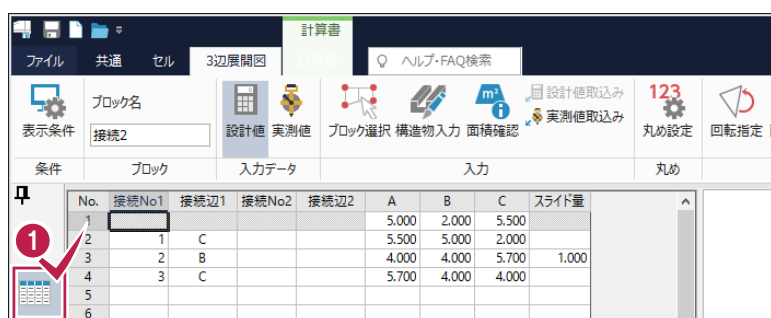 計算書
ファイル 共通 セル 3辺展開図 ヘルプ・FAQ検索
表示条件 ブロック名 接続2 設計値 実測値 ブロック選択 構造物入力 m² 面積確認 設計値取込み 実測値取込み 123 丸め設定 回転指定
条件 ブロック 入力データ 入力 丸め
No. 接続No1 接続辺1 接続No2 接続辺2 A B C スライド量
1 5.000 2.000 5.500
2 1 C 5.500 5.000 2.000
3 2 B 4.000 4.000 5.700 1.000
4 3 C 5.700 4.000 4.000
5
6
1